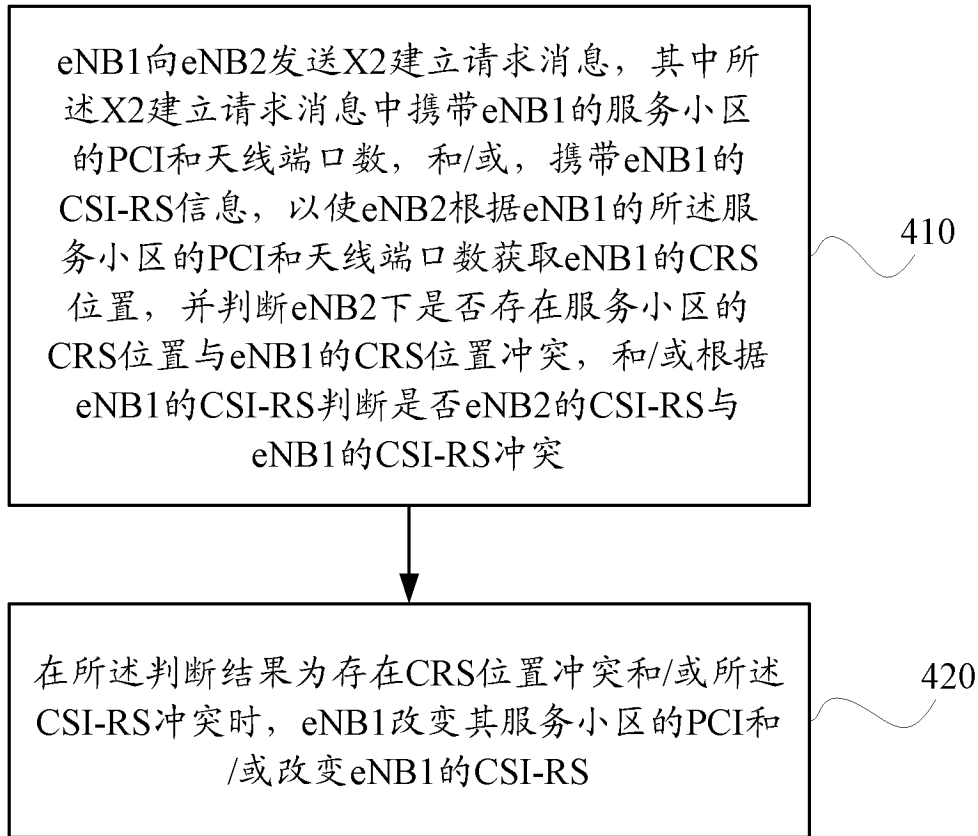 eNB1向eNB2发送X2建立请求消息，其中所
述X2建立请求消息中携带eNB1的服务小区
的PCI和天线端口数，和/或，携带eNB1的
CSI-RS信息，以使eNB2根据eNB1的所述服
务小区的PCI和天线端口数获取eNB1的CRS
位置，并判断eNB2下是否存在服务小区的
CRS位置与eNB1的CRS位置冲突，和/或根据
eNB1的CSI-RS判断是否eNB2的CSI-RS与
eNB1的CSI-RS冲突
410
在所述判断结果为存在CRS位置冲突和/或所述
CSI-RS冲突时，eNB1改变其服务小区的PCI和
/或改变eNB1的CSI-RS
420